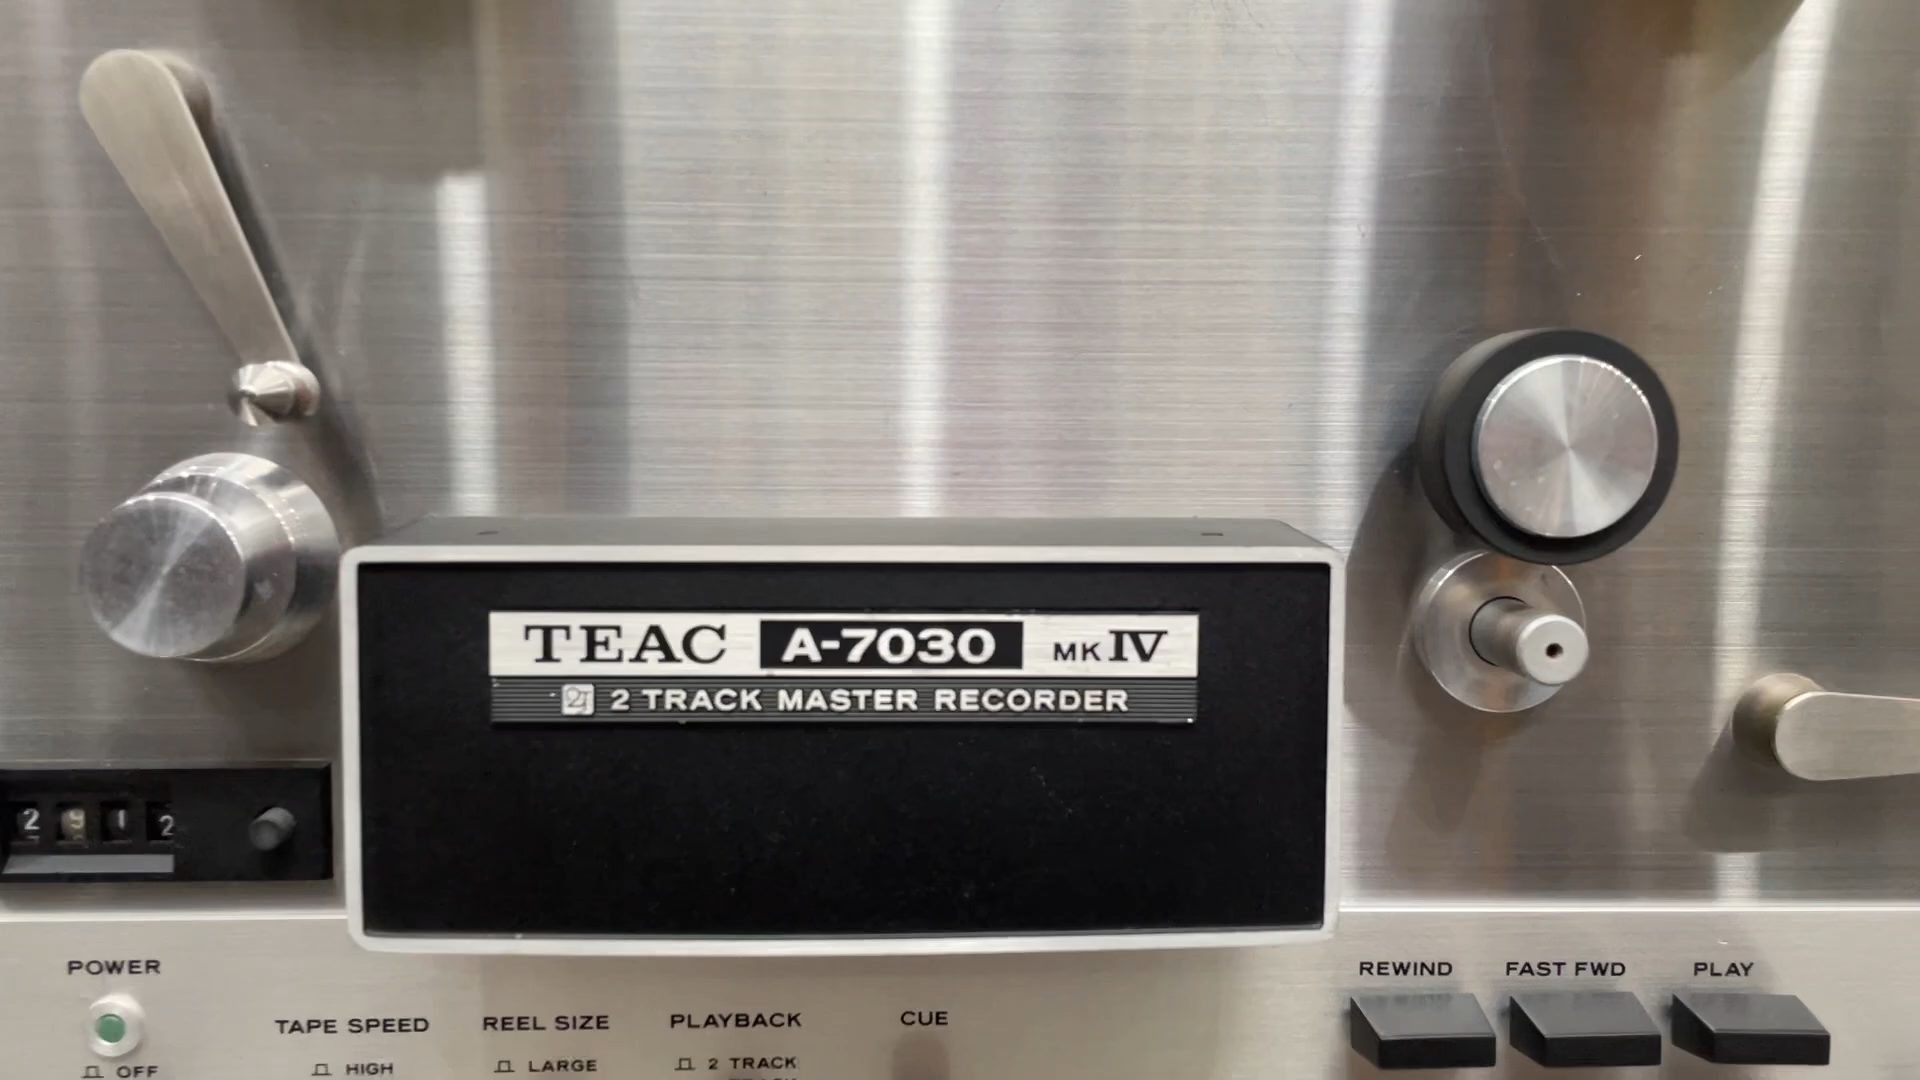 TEAC A-7030 MK IV
2T 2 TRACK MASTER RECORDER
2 9 1 2
POWER
OFF
TAPE SPEED
HIGH
REEL SIZE
LARGE
PLAYBACK
2 TRACK
CUE
REWIND
FAST FWD
PLAY